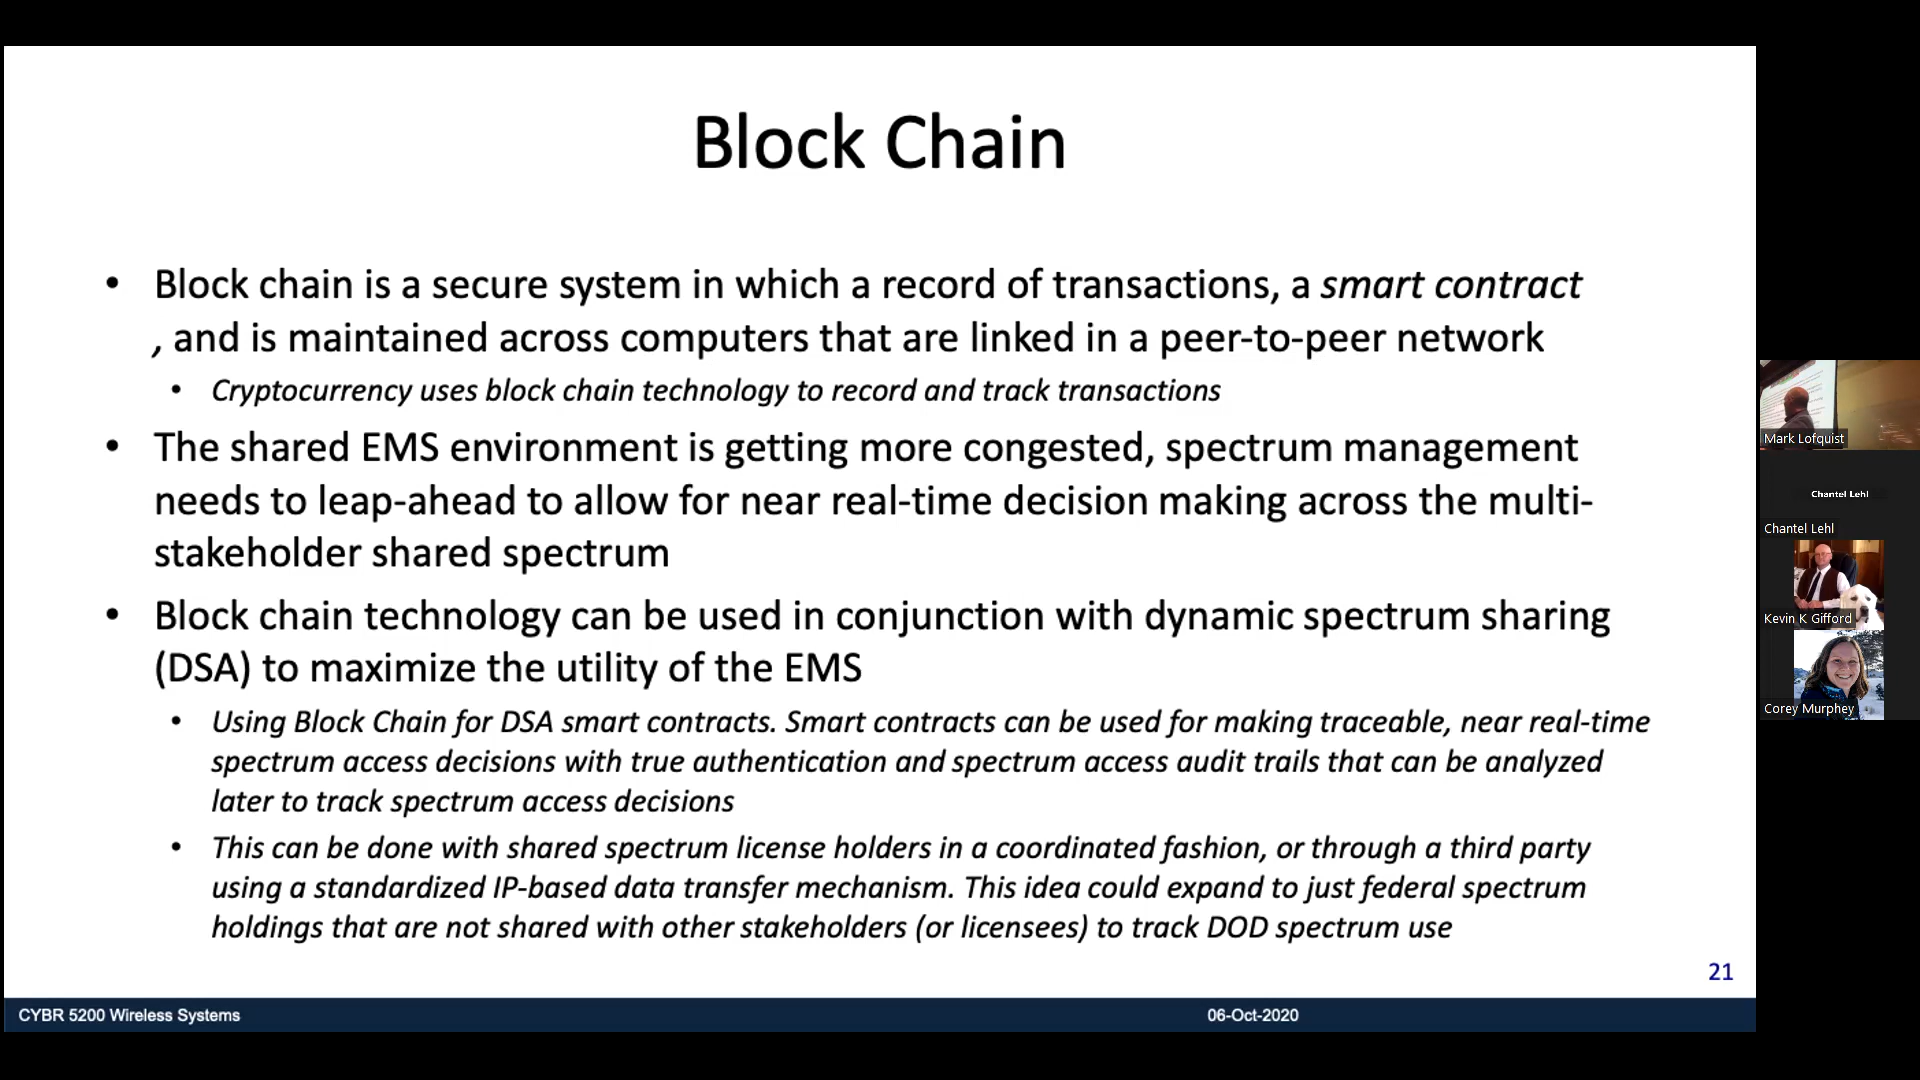 Block Chain
• Block chain is a secure system in which a record of transactions, a smart contract
, and is maintained across computers that are linked in a peer-to-peer network
• Cryptocurrency uses block chain technology to record and track transactions
• The shared EMS environment is getting more congested, spectrum management
needs to leap-ahead to allow for near real-time decision making across the multi-
stakeholder shared spectrum
• Block chain technology can be used in conjunction with dynamic spectrum sharing
(DSA) to maximize the utility of the EMS
• Using Block Chain for DSA smart contracts. Smart contracts can be used for making traceable, near real-time
spectrum access decisions with true authentication and spectrum access audit trails that can be analyzed
later to track spectrum access decisions
• This can be done with shared spectrum license holders in a coordinated fashion, or through a third party
using a standardized IP-based data transfer mechanism. This idea could expand to just federal spectrum
holdings that are not shared with other stakeholders (or licensees) to track DOD spectrum use
21
CYBR 5200 Wireless Systems
06-Oct-2020
Mark Lofquist
Chantel Lehl
Chantel Lehl
Kevin K Gifford
Corey Murphey